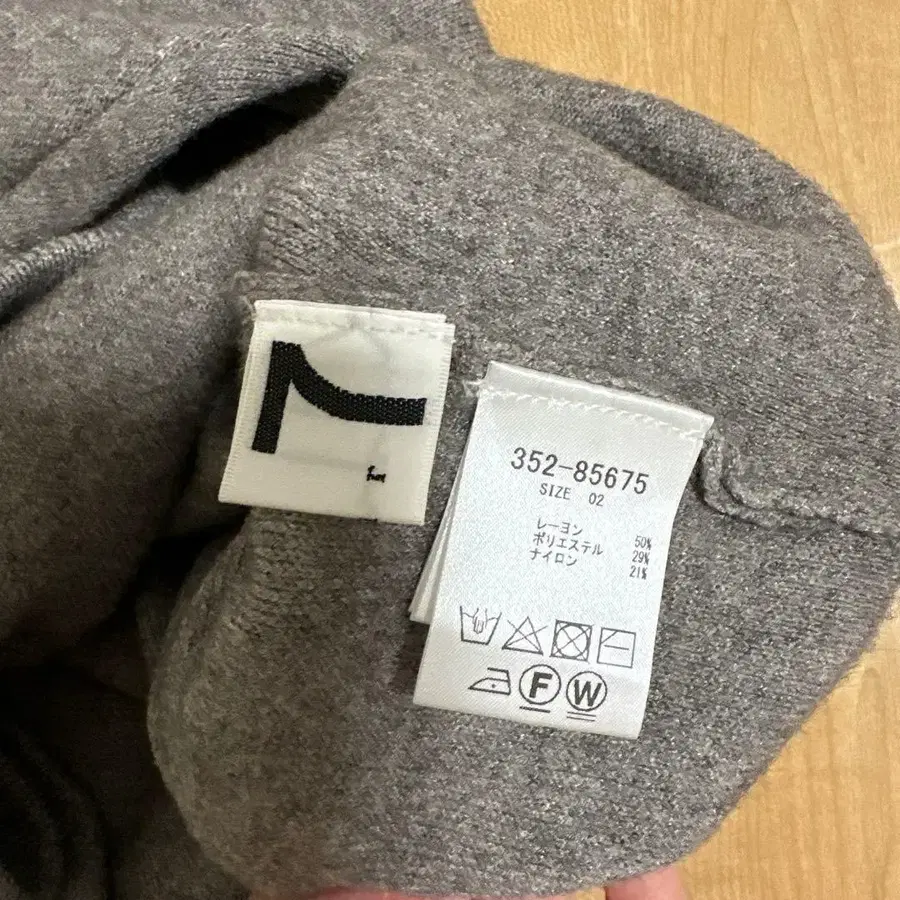 352-85675
SIZE 02
レーヨン 50%
ポリエステル 29%
ナイロン 21%
F W